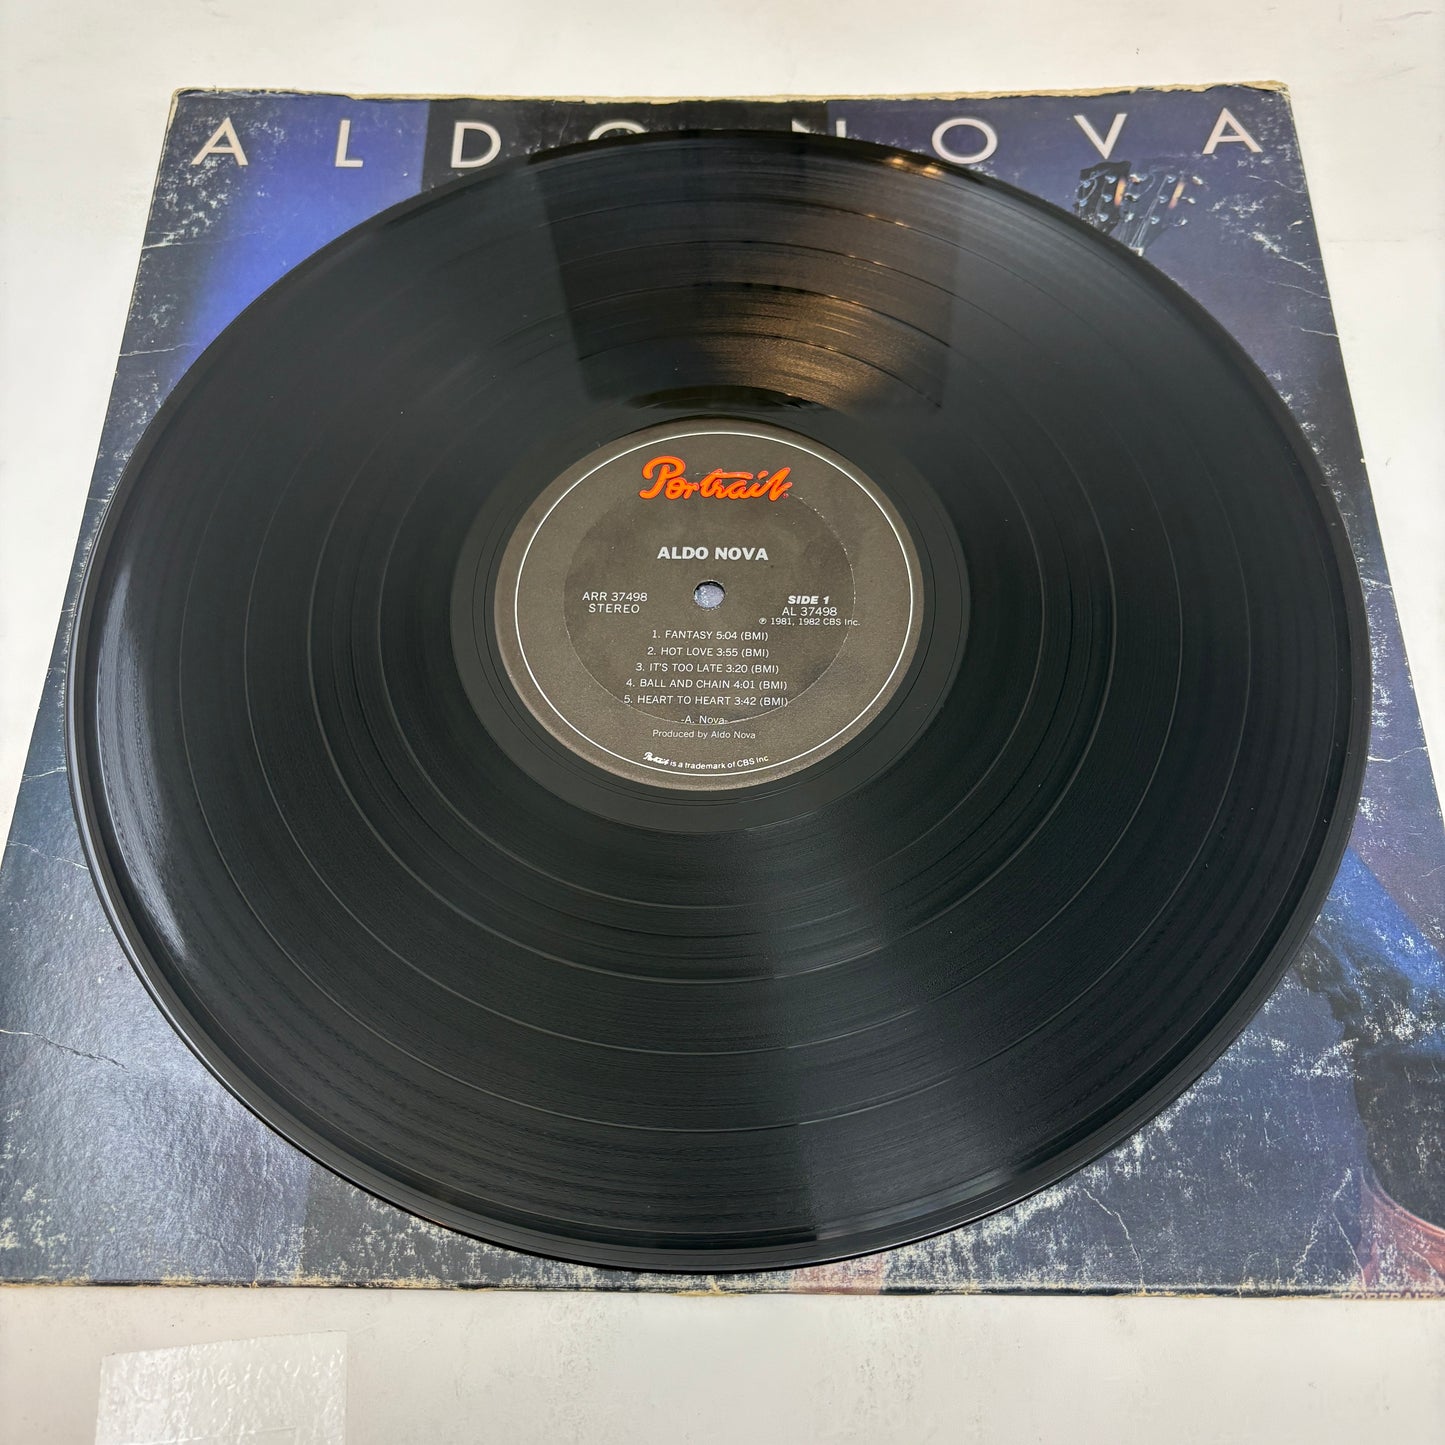 ALDO NOVA
Portrait
ALDO NOVA
ARR 37498
STEREO
SIDE 1
AL 37498
℗ 1981, 1982 CBS Inc.
1. FANTASY 5:04 (BMI)
2. HOT LOVE 3:55 (BMI)
3. IT'S TOO LATE 3:20 (BMI)
4. BALL AND CHAIN 4:01 (BMI)
5. HEART TO HEART 3:42 (BMI)
-A. Nova-
Produced by Aldo Nova
Portrait is a trademark of CBS Inc
PORTRAIT